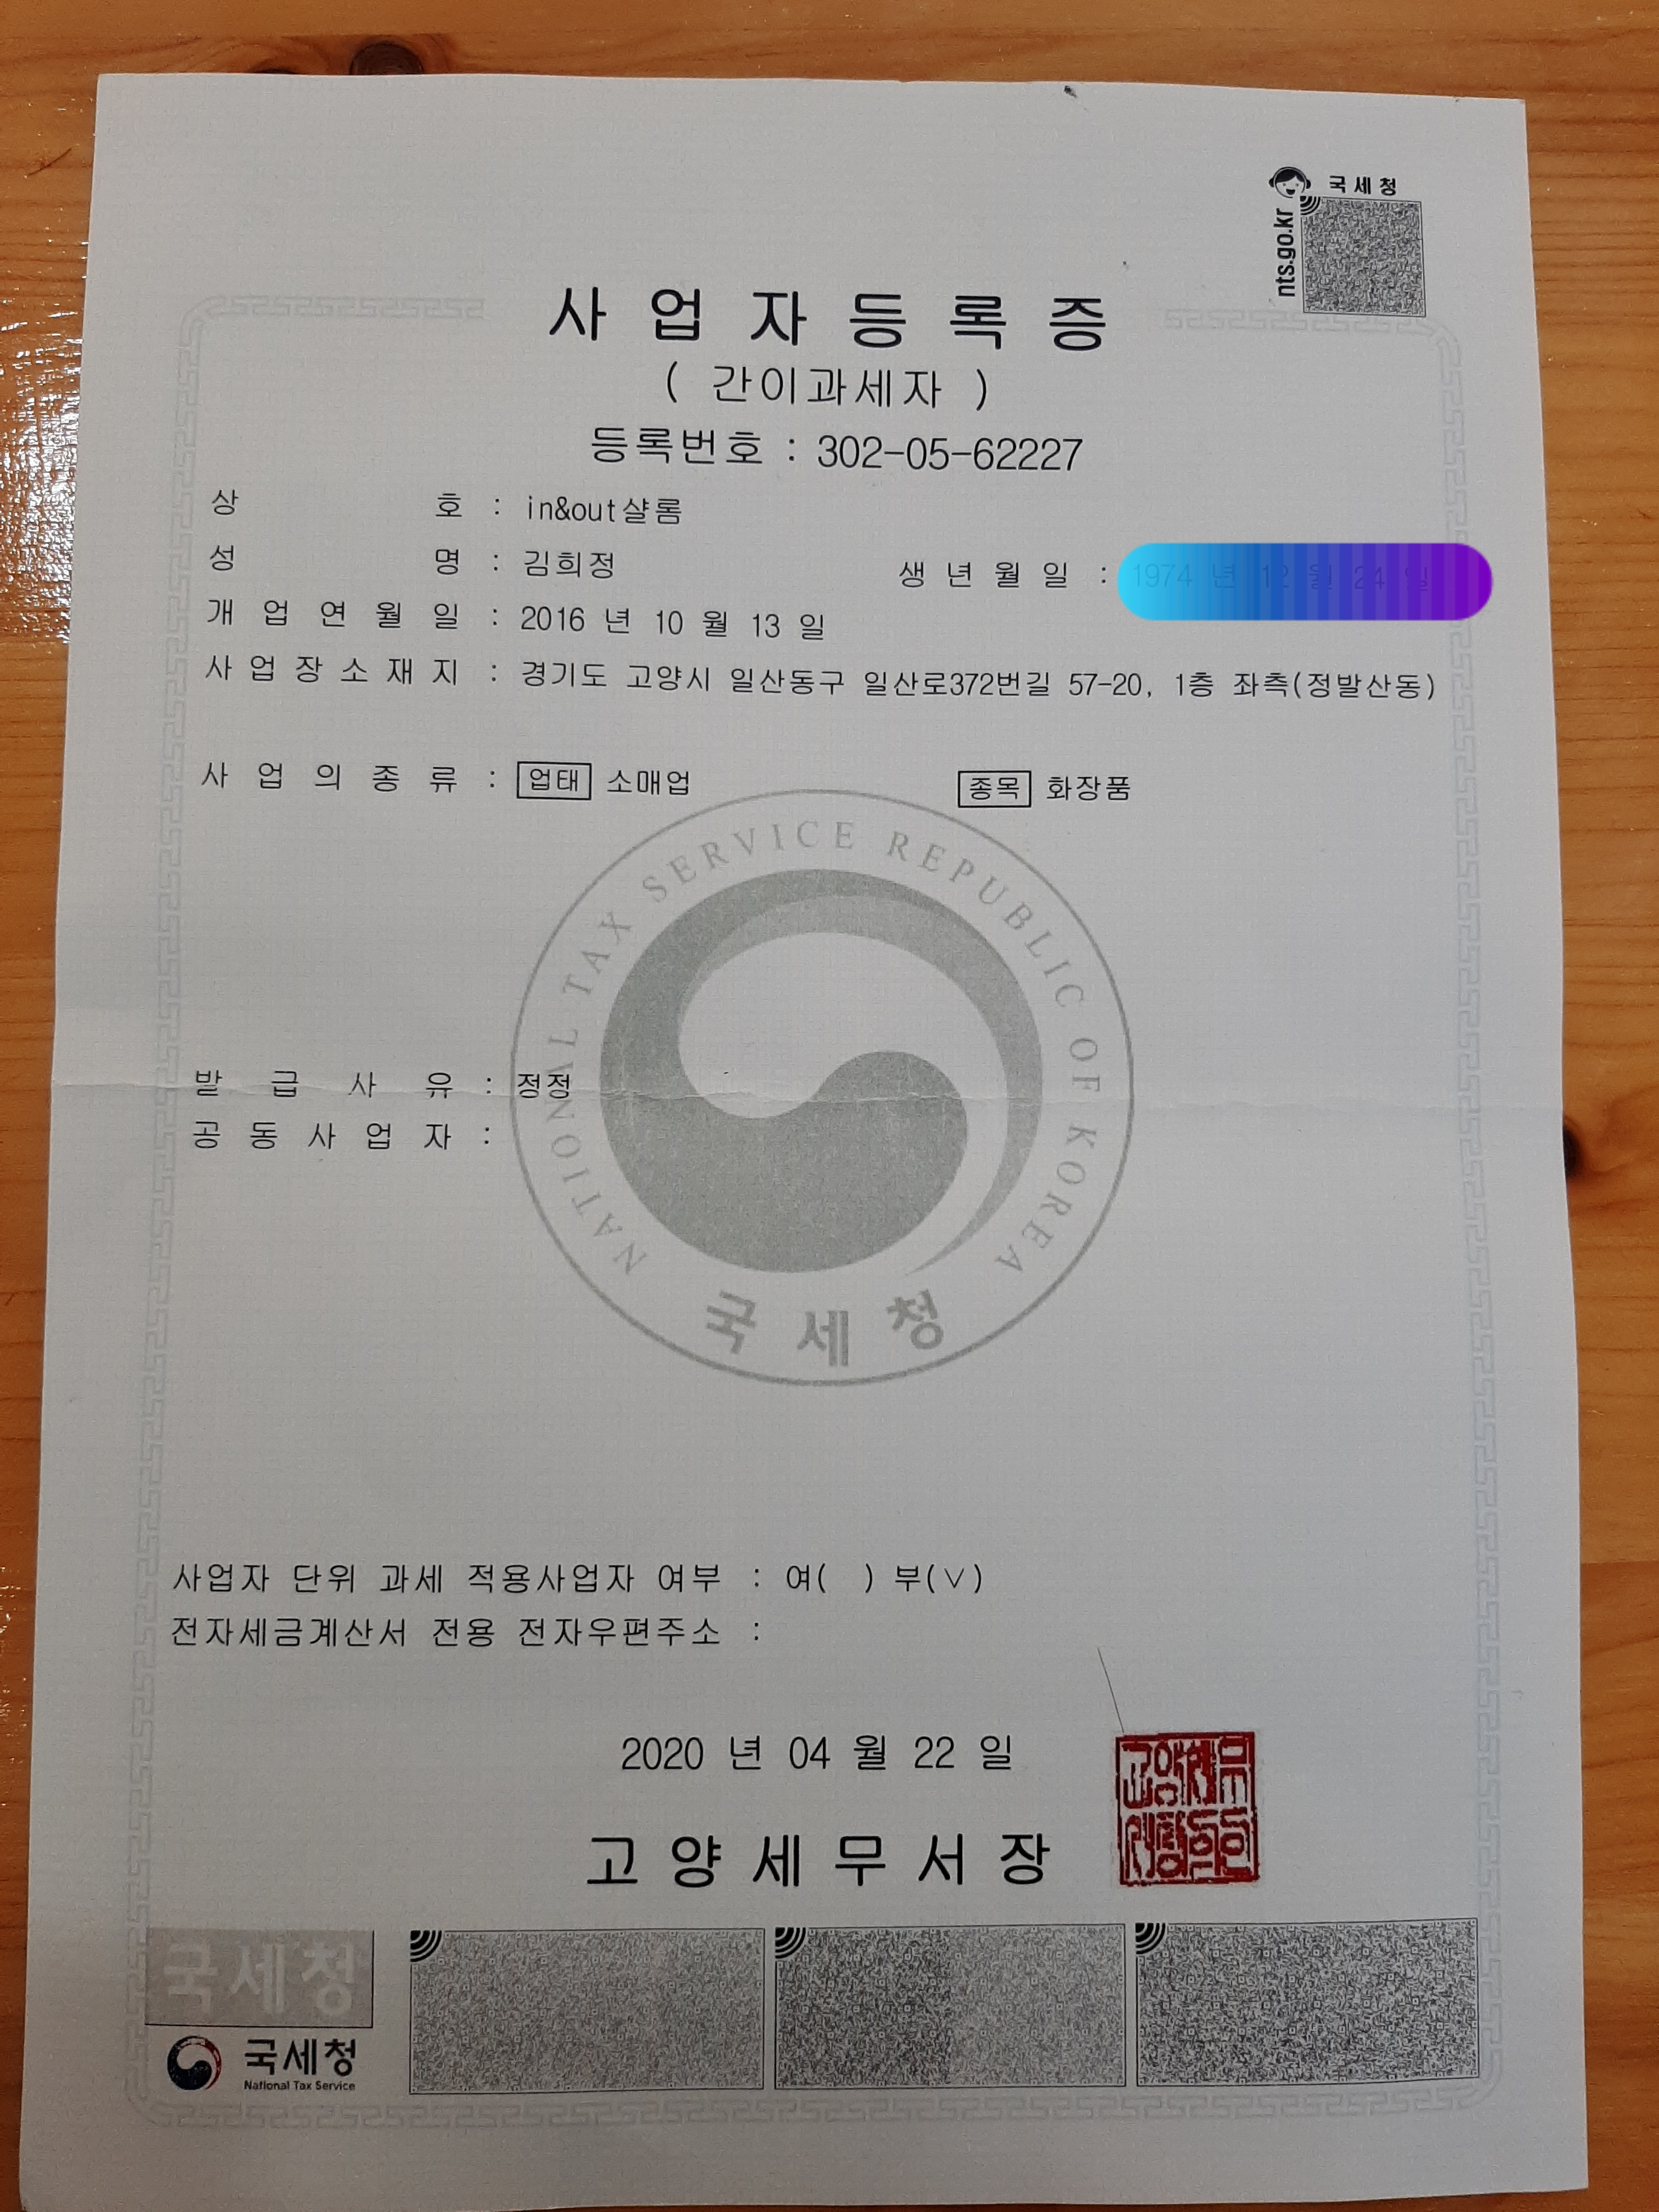 국세청
nts.go.kr
사업자등록증
( 간이과세자 )
등록번호 : 302-05-62227
상 호 : in&out샬롬
성 명 : 김희정 생년월일 :
개업연월일 : 2016 년 10 월 13 일
사업장소재지 : 경기도 고양시 일산동구 일산로372번길 57-20, 1층 좌측(정발산동)
사업의종류 : 업태 소매업 종목 화장품
NATIONAL TAX SERVICE REPUBLIC OF KOREA
국세청
발급사유 : 정정
공동사업자 :
사업자 단위 과세 적용사업자 여부 : 여( ) 부(∨)
전자세금계산서 전용 전자우편주소 :
2020 년 04 월 22 일
고양세무서장
국세청
국세청
National Tax Service